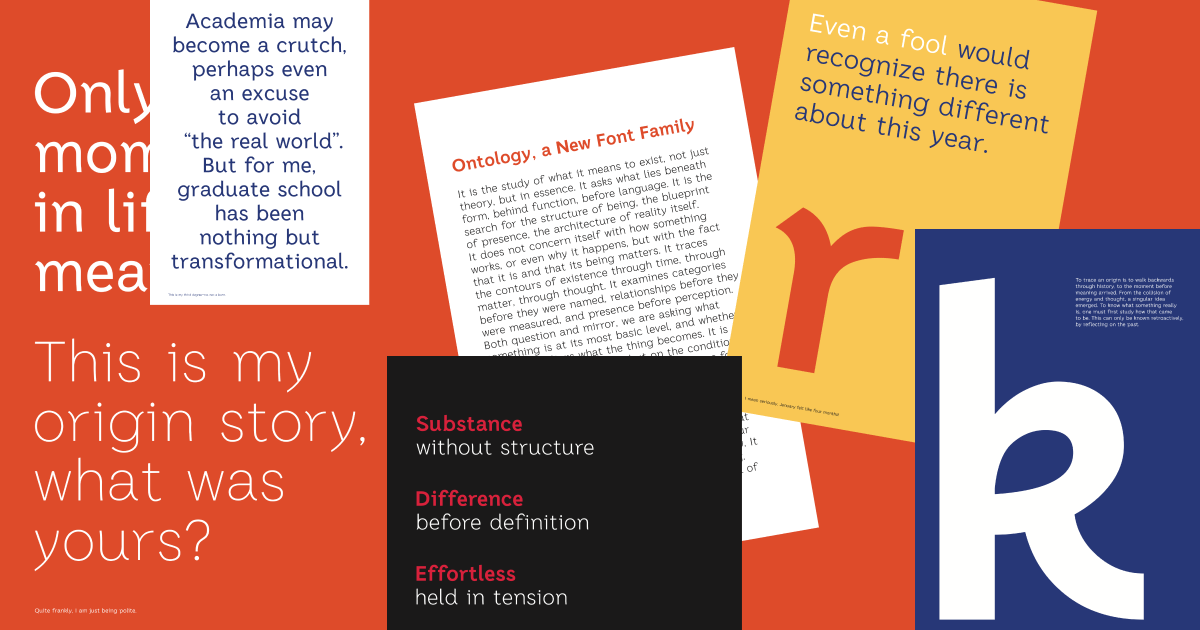 Only
mom
in lif
mea
This is my
origin story,
what was
yours?
Quite frankly, I am just being polite.
Academia may
become a crutch,
perhaps even
an excuse
to avoid
“the real world”.
But for me,
graduate school
has been
nothing but
transformational.
Ontology, a New Font Family
It is the study of what it means to exist, not just
theory, but in essence. It asks what lies beneath
form, behind function, before language. It is the
search for the structure of being, the blueprint
of presence, the architecture of reality itself.
It does not concern itself with how something
works, or even why it happens, but with the fact
that it is and that its being matters. It traces
the contours of existence through time, through
matter, through thought. It examines categories
before they were named, relationships before they
were measured, and presence before perception.
Both question and mirror, we are asking what
something is at its most basic level, and whethe
what the thing becomes. It is
on the conditio
It
of
Substance
without structure
Difference
before definition
Effortless
held in tension
Even a fool would
recognize there is
something different
about this year.
r
I mean seriously, January felt like four months!
To trace an origin is to walk backwards
through history, to the moment before
meaning arrived. From the collision of
energy and thought, a singular idea
emerged. To know what something really
is, one must first study how that came
to be. This can only be known retroactively,
by reflecting on the past.
k